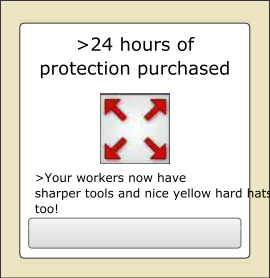 >24 hours of
protection purchased
>Your workers now have
sharper tools and nice yellow hard hats
too!